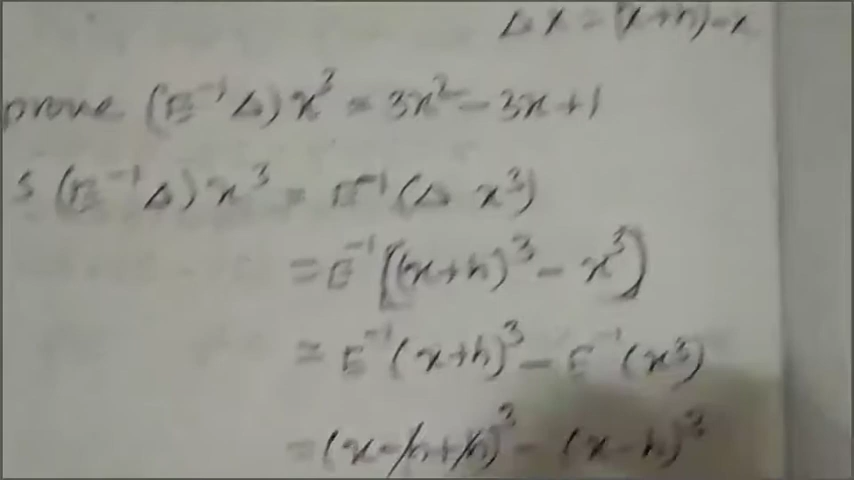 Δx = (x+h)-x
prove (E⁻¹Δ)x³ = 3x²-3x+1
S (E⁻¹Δ)x³ = E⁻¹(Δ x³)
= E⁻¹[(x+h)³ - x³]
= E⁻¹(x+h)³ - E⁻¹(x³)
= (x-h+h)³ - (x-h)³